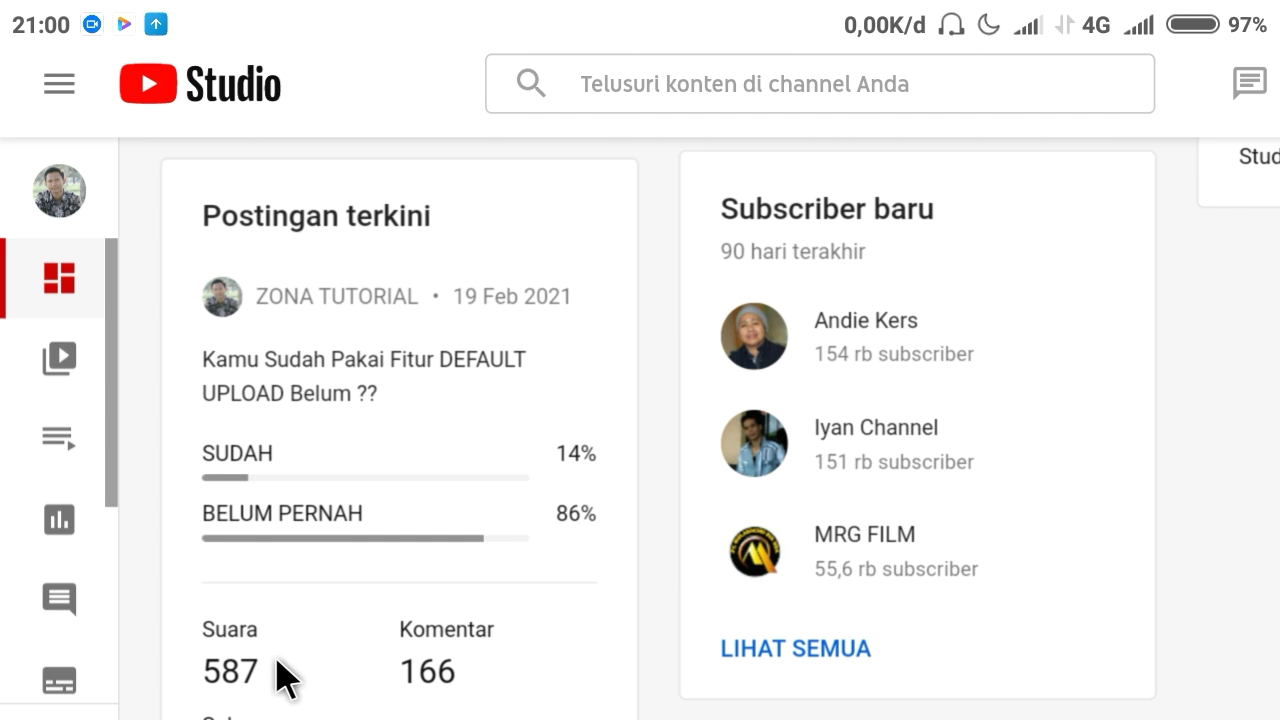 21:00
0,00K/d
4G
97%
Studio
Telusuri konten di channel Anda
Postingan terkini
ZONA TUTORIAL • 19 Feb 2021
Kamu Sudah Pakai Fitur DEFAULT
UPLOAD Belum ??
SUDAH 14%
BELUM PERNAH 86%
Suara Komentar
587 166
Subscriber baru
90 hari terakhir
Andie Kers
154 rb subscriber
Iyan Channel
151 rb subscriber
MRG FILM
55,6 rb subscriber
LIHAT SEMUA
Stud